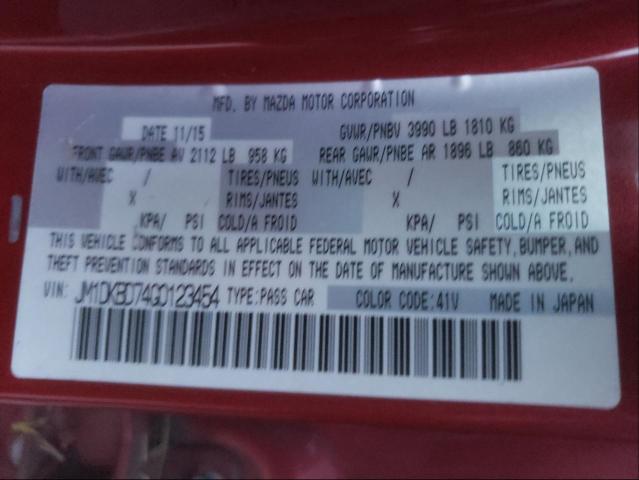 MFD. BY MAZDA MOTOR CORPORATION
DATE 11/15 GVWR/PNBV 3990 LB 1810 KG
FRONT GAWR/PNBE AV 2112 LB 958 KG REAR GAWR/PNBE AR 1896 LB 860 KG
WITH/AVEC / TIRES/PNEUS WITH/AVEC / TIRES/PNEUS
X RIMS/JANTES X RIMS/JANTES
KPA/ PSI COLD/A FROID KPA/ PSI COLD/A FROID
THIS VEHICLE CONFORMS TO ALL APPLICABLE FEDERAL MOTOR VEHICLE SAFETY, BUMPER, AND
THEFT PREVENTION STANDARDS IN EFFECT ON THE DATE OF MANUFACTURE SHOWN ABOVE.
VIN: JM1DKBD74G0123454 TYPE:PASS CAR COLOR CODE:41V MADE IN JAPAN